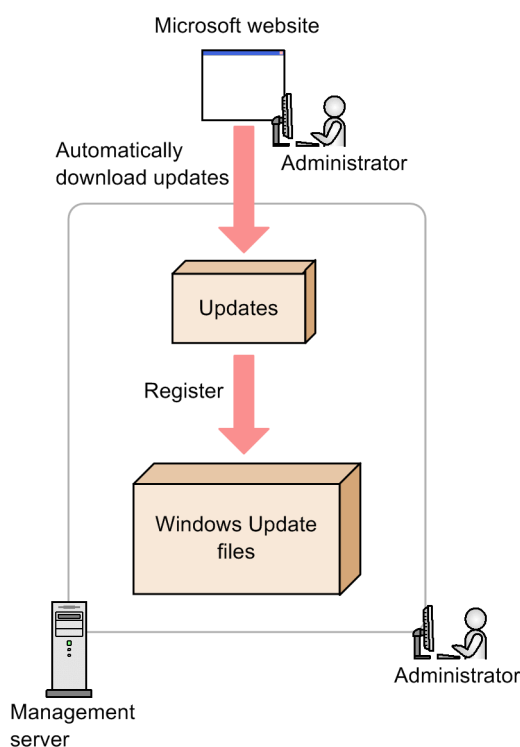 Microsoft website
Administrator
Automatically
download updates
Updates
Register
Windows Update
files
Administrator
Management
server